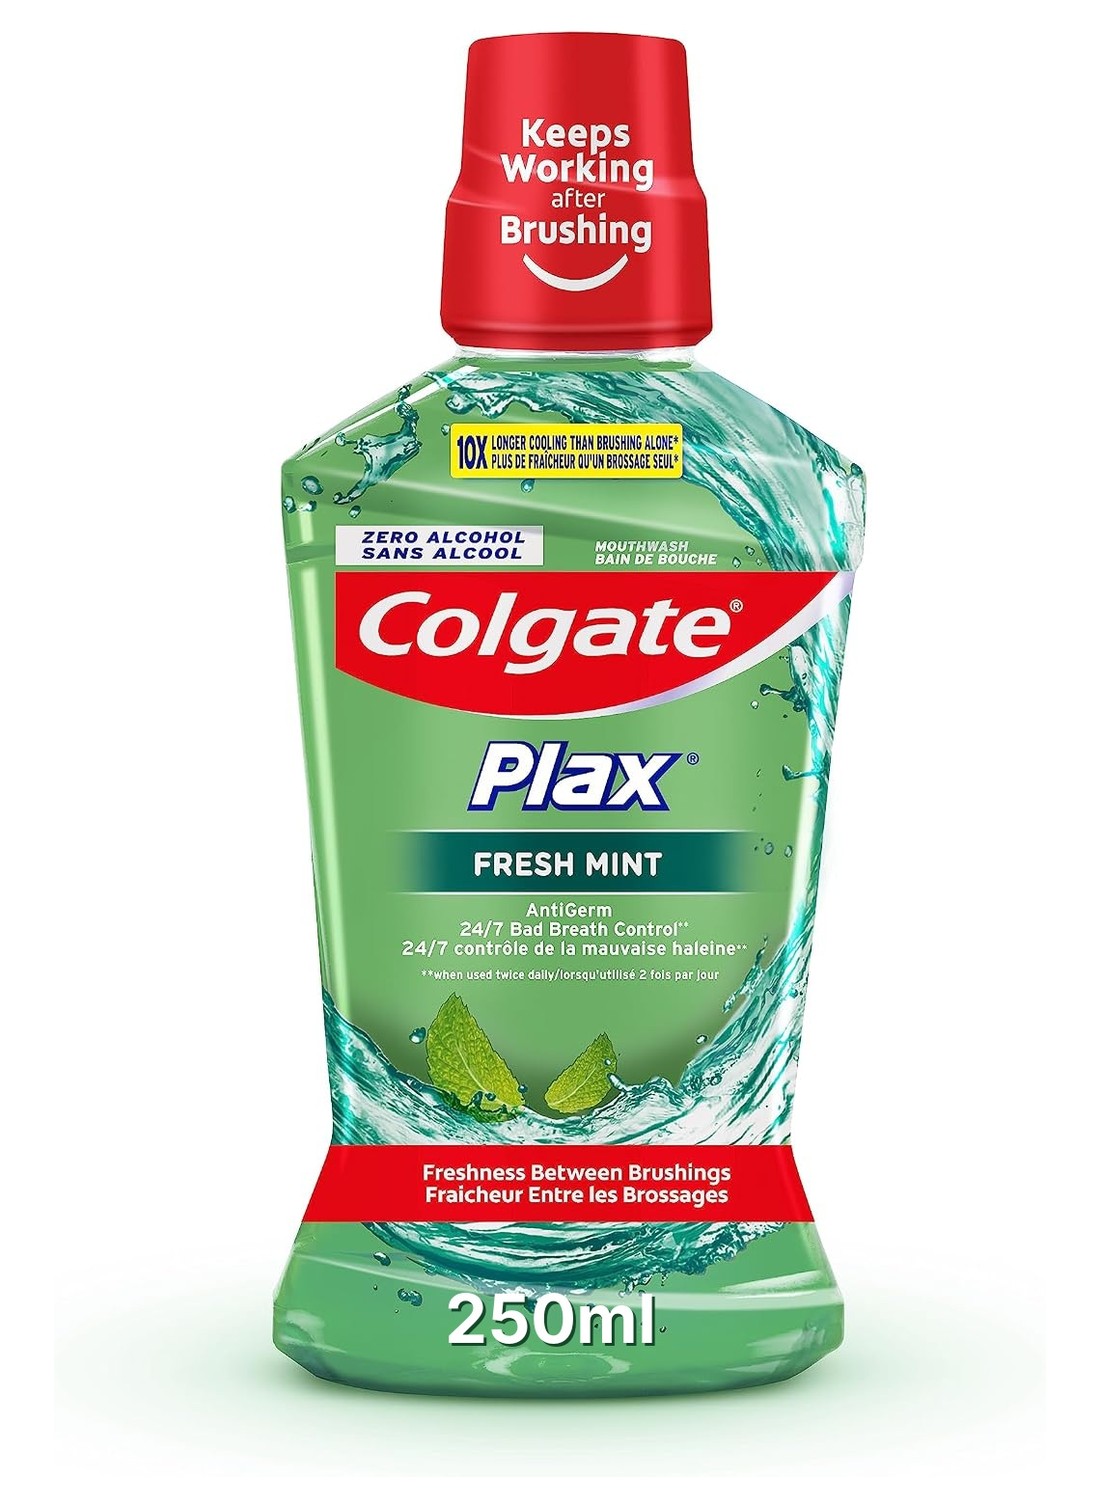 Keeps
Working
after
Brushing
10X LONGER COOLING THAN BRUSHING ALONE*
PLUS DE FRAÎCHEUR QU'UN BROSSAGE SEUL*
ZERO ALCOHOL
SANS ALCOOL
MOUTHWASH
BAIN DE BOUCHE
Colgate®
Plax®
FRESH MINT
AntiGerm
24/7 Bad Breath Control**
24/7 contrôle de la mauvaise haleine**
**when used twice daily/lorsqu'utilisé 2 fois par jour
Freshness Between Brushings
Fraicheur Entre les Brossages
250ml